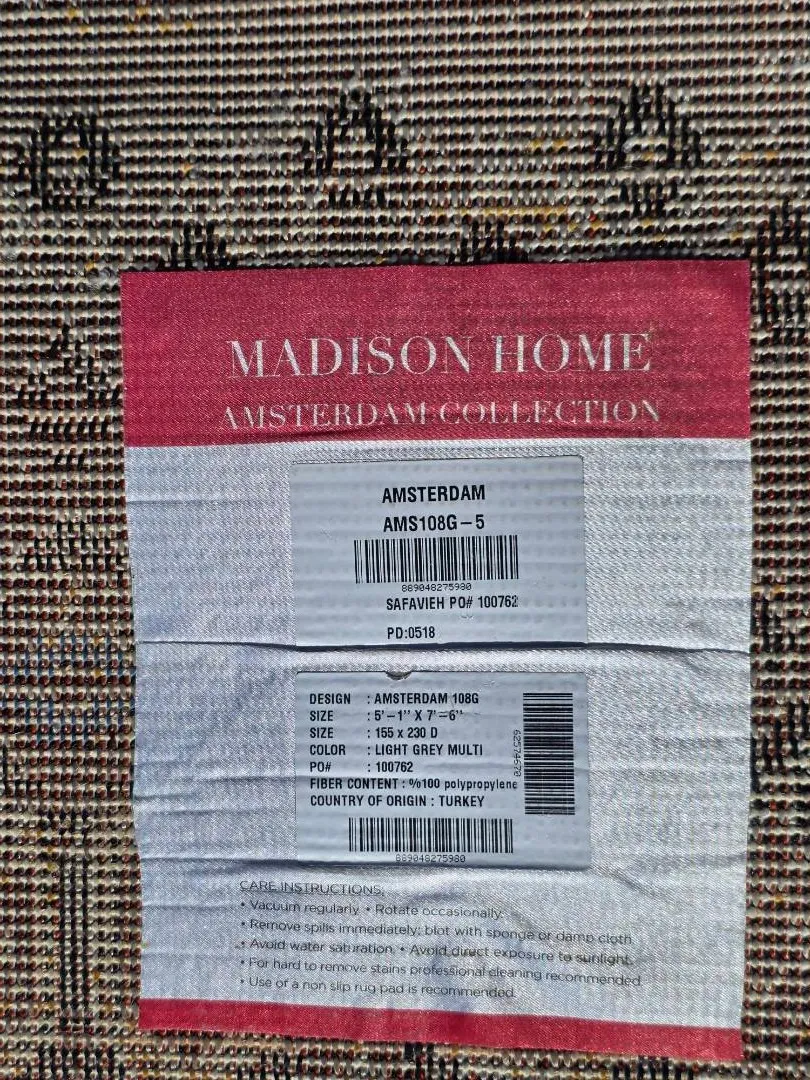 MADISON HOME
AMSTERDAM COLLECTION
AMSTERDAM
AMS108G-5
889048275980
SAFAVIEH PO# 100762
PD:0518
DESIGN : AMSTERDAM 108G
SIZE : 5'-1'' X 7'-6''
SIZE : 155 x 230 D
COLOR : LIGHT GREY MULTI
PO# : 100762
FIBER CONTENT : %100 polypropylene
COUNTRY OF ORIGIN : TURKEY
889048275980
CARE INSTRUCTIONS:
• Vacuum regularly • Rotate occasionally.
• Remove spills immediately; blot with sponge or damp cloth.
• Avoid water saturation. • Avoid direct exposure to sunlight.
• For hard to remove stains professional cleaning recommended
• Use of a non slip rug pad is recommended.